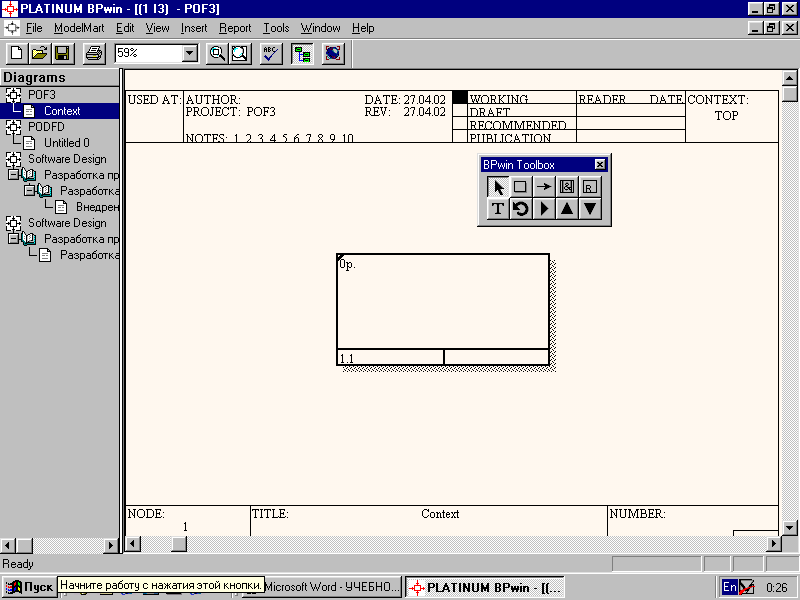 PLATINUM BPwin - [(1 I3) - POF3]
File ModelMart Edit View Insert Report Tools Window Help
59%
ABC
Diagrams
POF3
Context
PODFD
Untitled 0
Software Design
Разработка пр
Разработка
Внедрен
Software Design
Разработка пр
Разработка
USED AT: AUTHOR: DATE: 27.04.02 WORKING READER DATE CONTEXT:
PROJECT: POF3 REV: 27.04.02 DRAFT TOP
RECOMMENDED
NOTES: 1 2 3 4 5 6 7 8 9 10 PUBLICATION
BPwin Toolbox
R
T
0р.
1.1
NODE: TITLE: Context NUMBER:
1
Ready
Пуск
Начните работу с нажатия этой кнопки.
Microsoft Word - УЧЕБНО...
PLATINUM BPwin - [(...
En
0:26